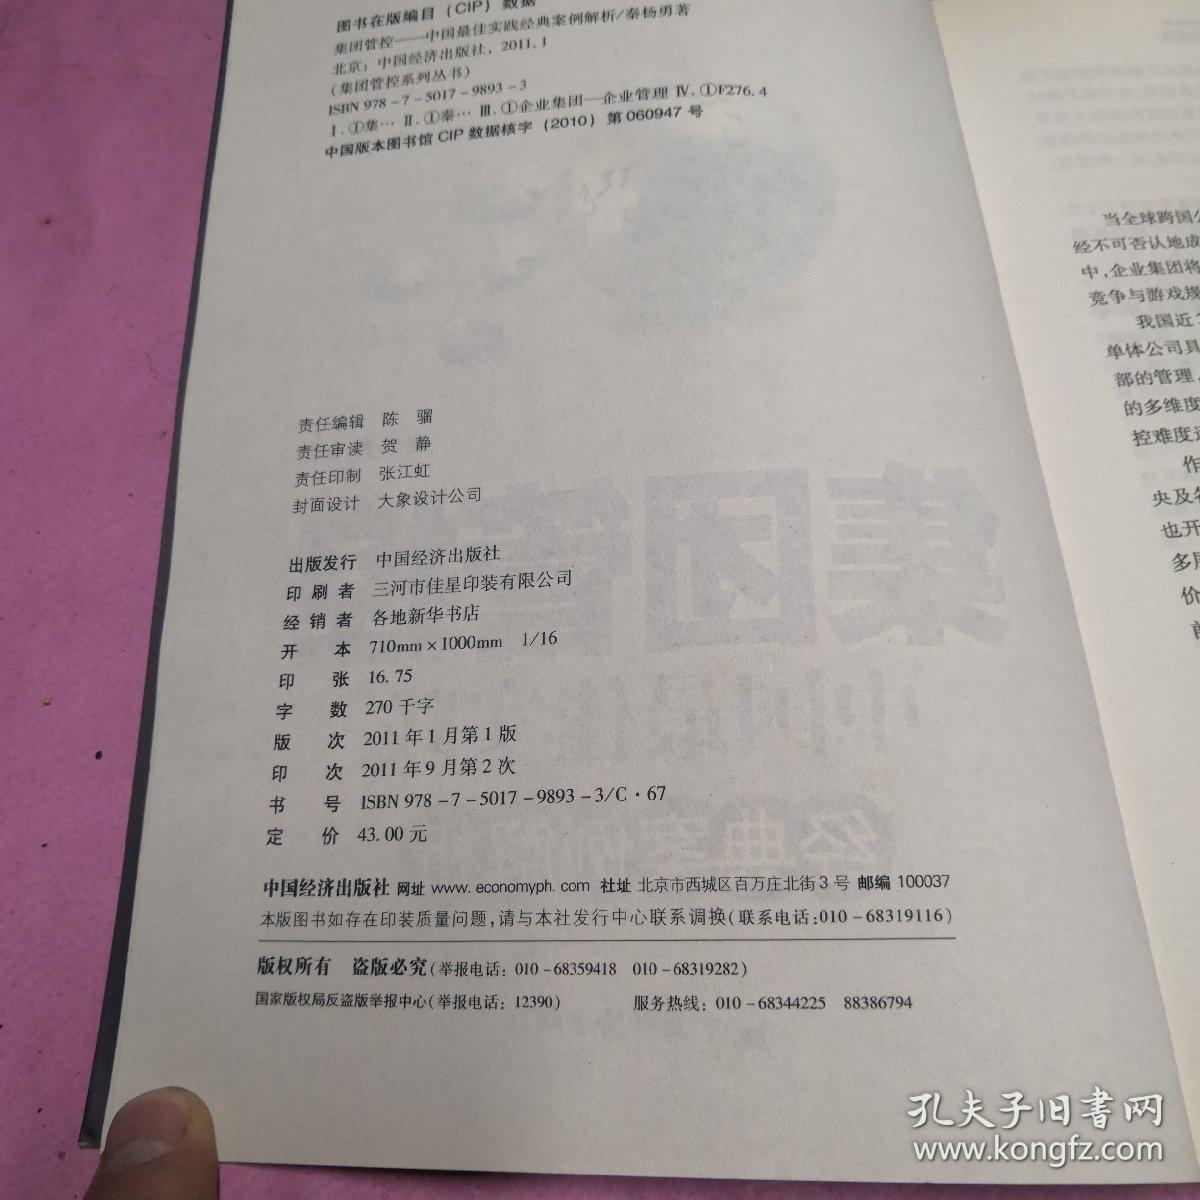 图书在版编目（CIP）数据
集团管控——中国最佳实践经典案例解析/秦杨勇著
北京：中国经济出版社，2011.1
（集团管控系列丛书）
ISBN 978-7-5017-9893-3
Ⅰ.①集… Ⅱ.①秦… Ⅲ.①企业集团—企业管理 Ⅳ.①F276.4
中国版本图书馆CIP数据核字（2010）第060947号
责任编辑 陈 骝
责任审读 贺 静
责任印制 张江虹
封面设计 大象设计公司
出版发行 中国经济出版社
印刷者 三河市佳星印装有限公司
经销者 各地新华书店
开本 710mm×1000mm 1/16
印张 16.75
字数 270千字
版次 2011年1月第1版
印次 2011年9月第2次
书号 ISBN 978-7-5017-9893-3/C·67
定价 43.00元
中国经济出版社 网址 www.economyph.com 社址 北京市西城区百万庄北街3号 邮编 100037
本版图书如存在印装质量问题,请与本社发行中心联系调换(联系电话:010-68319116)
版权所有 盗版必究(举报电话：010-68359418 010-68319282)
国家版权局反盗版举报中心(举报电话：12390) 服务热线：010-68344225 88386794
当全球跨国公
经不可否认地成
中,企业集团将
竞争与游戏规
我国近
单体公司具
部的管理
的多维度
控难度
作
央及各
也开
多层
价
孔夫子旧书网
www.kongfz.com